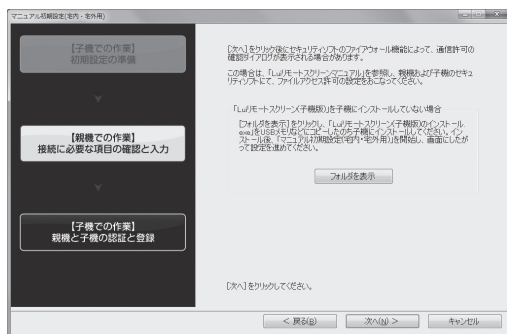 マニュアル初期設定(宅内・宅外用)
【子機での作業】
初期設定の準備
【親機での作業】
接続に必要な項目の確認と入力
【子機での作業】
親機と子機の認証と登録
[次へ]をクリック後にセキュリティソフトのファイアウォール機能によって、通信許可の
確認ダイアログが表示される場合があります。
この場合は、「Luiリモートスクリーンマニュアル」を参照し、親機および子機のセキュ
リティソフトにて、ファイルアクセス許可の設定をおこなってください。
「Luiリモートスクリーン(子機版)」を子機にインストールしていない場合
[フォルダを表示]をクリックし、「Luiリモートスクリーン(子機版)のインストール.
exe」をUSBメモリなどにコピーしたのち子機にインストールしてください。イン
ストール後、「マニュアル初期設定(宅内・宅外用)」を開始し、画面にしたが
って設定を進めてください。
フォルダを表示
[次へ]をクリックしてください。
< 戻る(B)
次へ(N) >
キャンセル